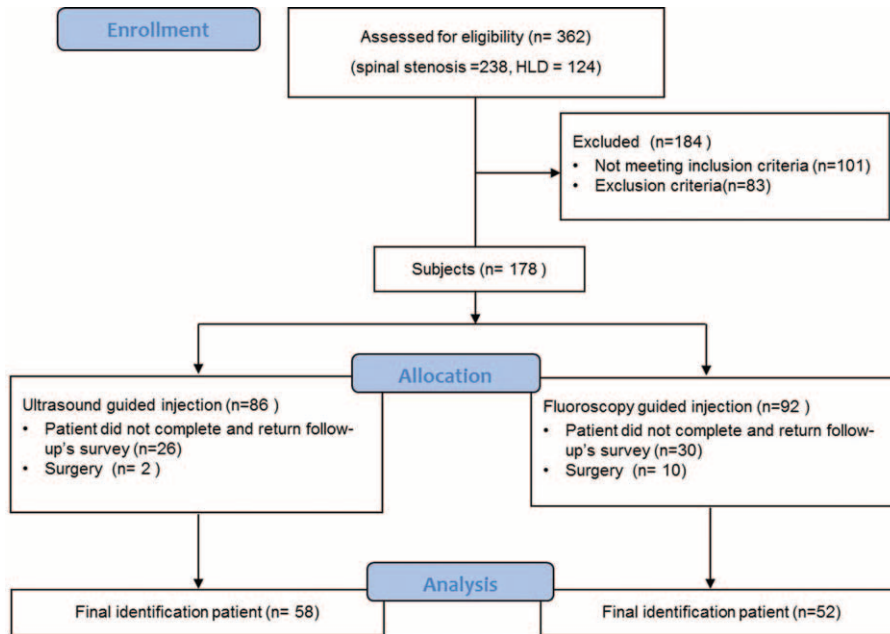 Enrollment
Assessed for eligibility (n= 362)
(spinal stenosis =238, HLD = 124)
Excluded (n=184)
• Not meeting inclusion criteria (n=101)
• Exclusion criteria(n=83)
Subjects (n= 178 )
Allocation
Ultrasound guided injection (n=86 )
• Patient did not complete and return follow-
up's survey (n=26)
• Surgery (n= 2 )
Fluoroscopy guided injection (n=92 )
• Patient did not complete and return follow-
up's survey (n=30)
• Surgery (n= 10)
Analysis
Final identification patient (n= 58)
Final identification patient (n=52)